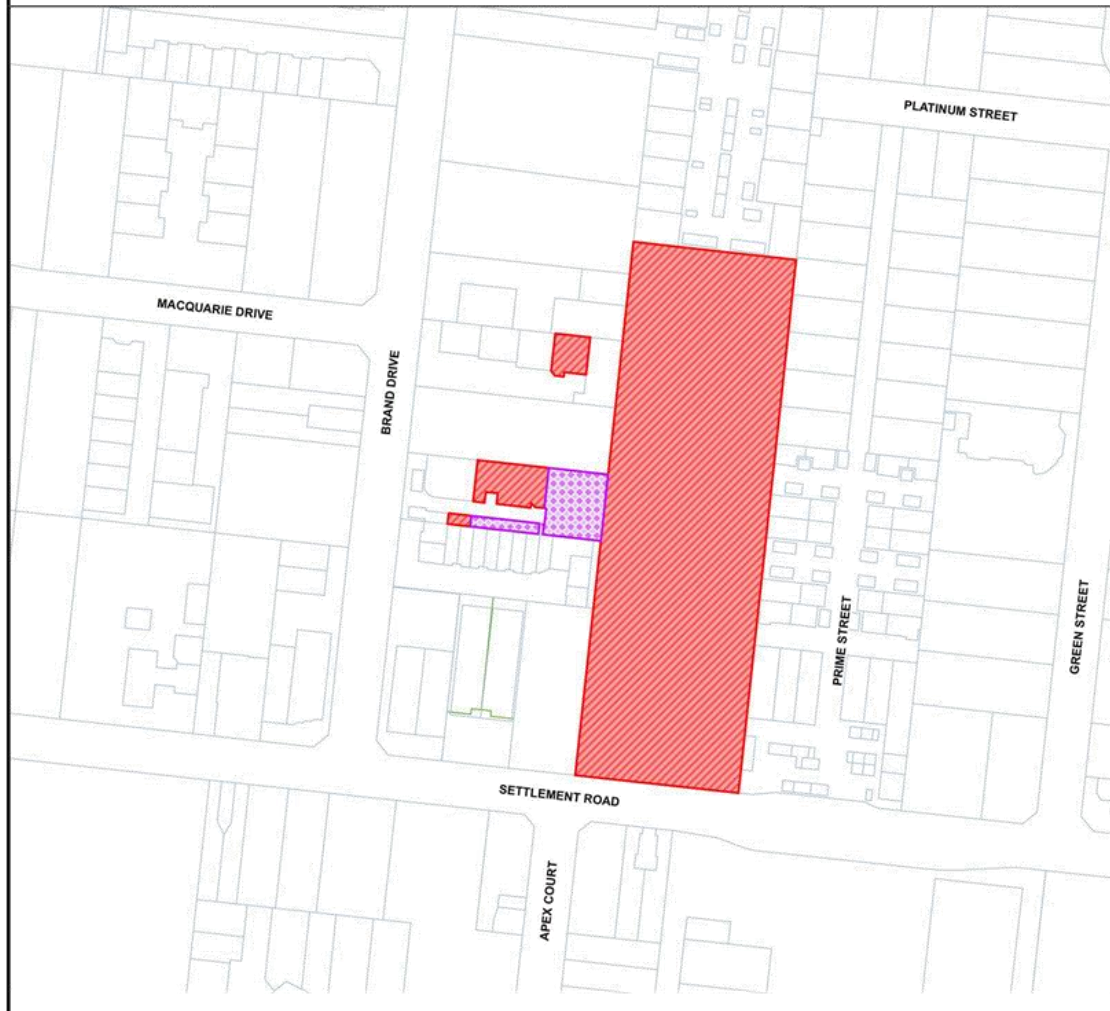 PLATINUM STREET
MACQUARIE DRIVE
BRAND DRIVE
PRIME STREET
GREEN STREET
SETTLEMENT ROAD
APEX COURT